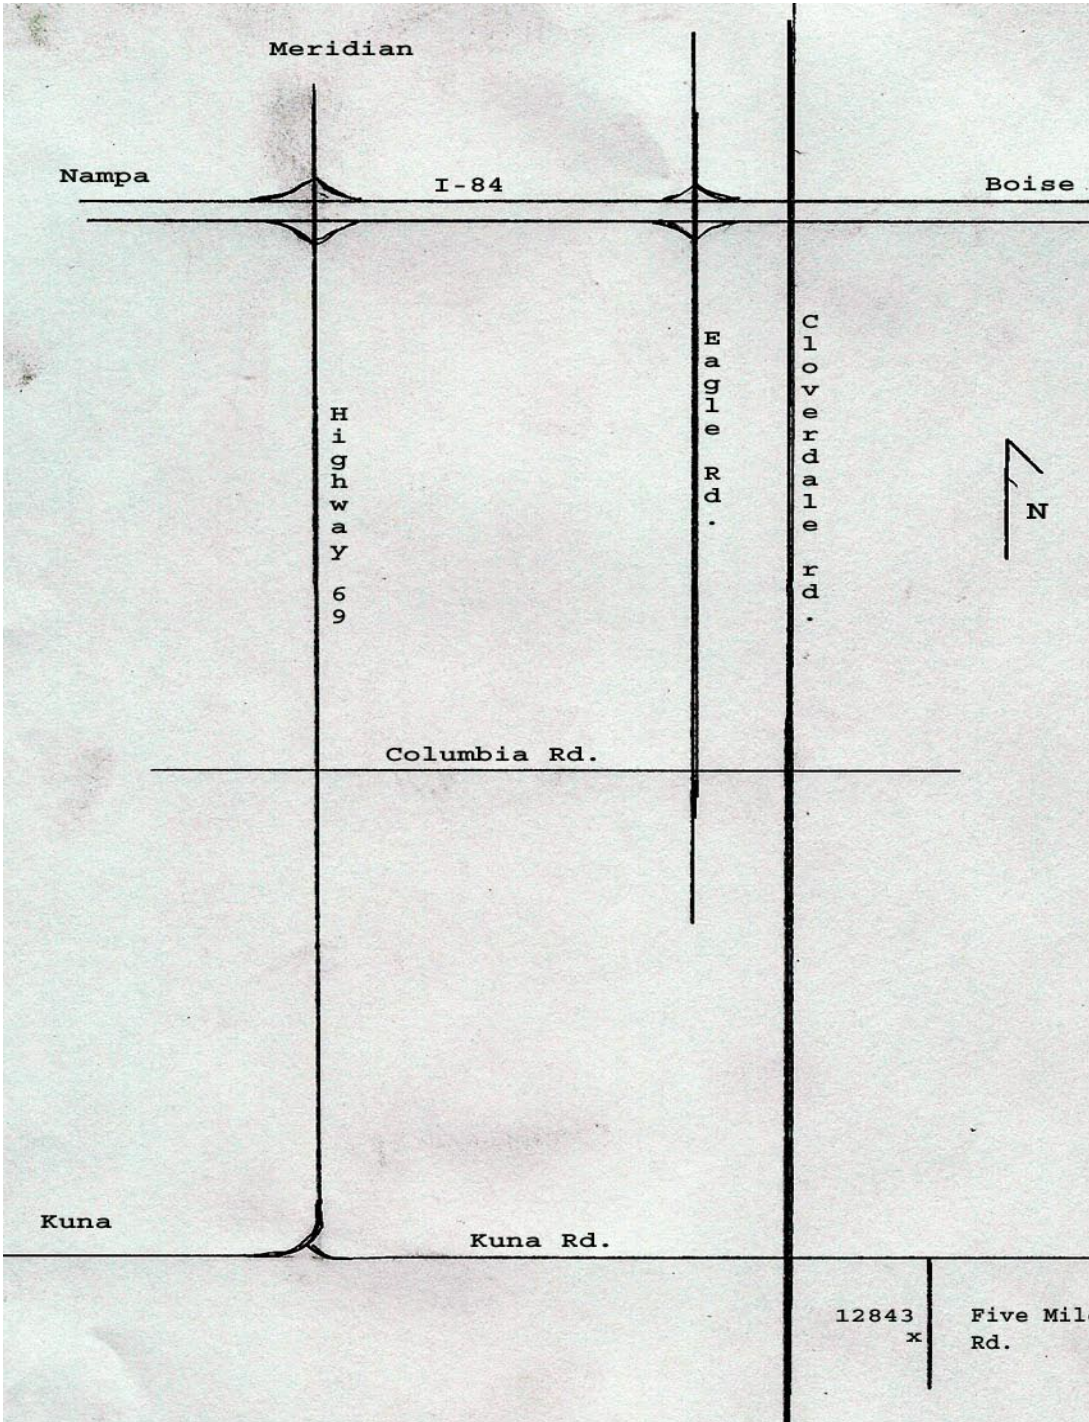 Meridian
Nampa
I-84
Boise
Highway 69
Eagle Rd.
Cloverdale rd.
N
Columbia Rd.
Kuna
Kuna Rd.
12843
x
Five Mil
Rd.